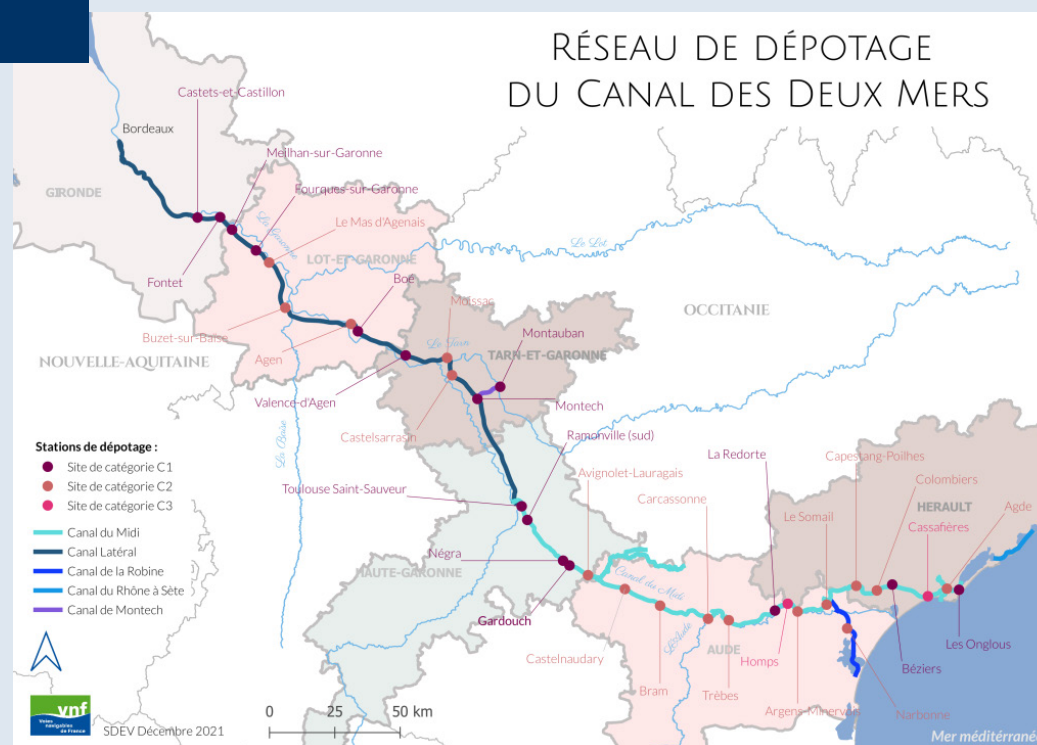 RÉSEAU DE DÉPOTAGE
DU CANAL DES DEUX MERS
Castets-et-Castillon
Bordeaux
Meilhan-sur-Garonne
Fourques-sur-Garonne
GIRONDE
Le Mas d'Agenais
La Garonne
Le Lot
LOT-ET-GARONNE
Fontet
Boé
Moissac
OCCITANIE
Buzet-sur-Baïse
Montauban
Agen
Le Tarn
NOUVELLE-AQUITAINE
TARN-ET-GARONNE
Valence-d'Agen
Montech
La Baïse
Castelsarrasin
Ramonville (sud)
Stations de dépotage :
Site de catégorie C1
Site de catégorie C2
Site de catégorie C3
Canal du Midi
Canal Latéral
Canal de la Robine
Canal du Rhône à Sète
Canal de Montech
Avignolet-Lauragais
La Redorte
Capestang-Poilhes
Colombiers
Toulouse Saint-Sauveur
Carcassonne
Le Somail
HERAULT
Agde
Cassafières
Négra
HAUTE-GARONNE
Canal du Midi
Gardouch
L'Aude
AUDE
Castelnaudary
Homps
Les Onglous
Béziers
Bram
Trèbes
Argens-Minervois
Narbonne
vnf
Voies
navigables
de France
SDEV Décembre 2021
0 25 50 km
Mer méditérrané